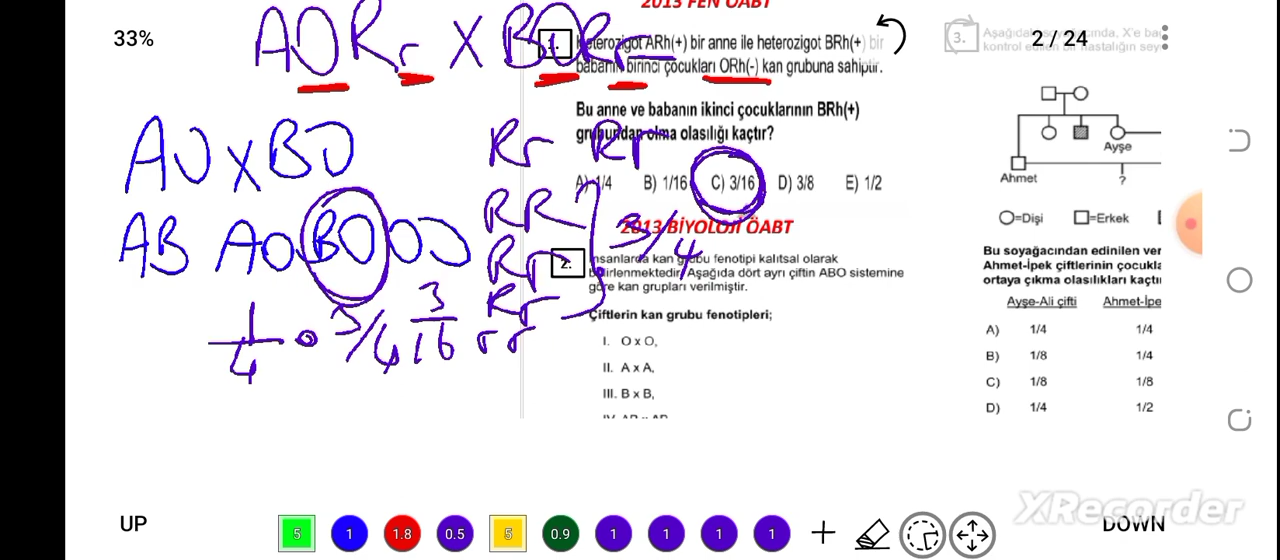 33%
2 / 24
2013 FEN ÖABT
AORr X BORr
1. Heterozigot ARh(+) bir anne ile heterozigot BRh(+) bir
babanın birinci çocukları ORh(-) kan grubuna sahiptir.
Bu anne ve babanın ikinci çocuklarının BRh(+)
grubundan olma olasılığı kaçtır?
A) 1/4 B) 1/16 C) 3/16 D) 3/8 E) 1/2
AO X BO
AB AO BO OO
1/4 . 3/4 3/16
Rr Rr
RR
Rr
Rr
rr
3/4
2013 BİYOLOJİ ÖABT
2. İnsanlarda kan grubu fenotipi kalıtsal olarak
belirlenmektedir. Aşağıda dört ayrı çiftin ABO sistemine
göre kan grupları verilmiştir.
Çiftlerin kan grubu fenotipleri;
I. O x O,
II. A x A,
III. B x B,
3.
Ayşe
Ahmet
?
=Dişi =Erkek
Bu soyağacından edinilen ver
Ahmet-İpek çiftlerinin çocukla
ortaya çıkma olasılıkları kaçtı
Ayşe-Ali çifti Ahmet-İpe
A) 1/4 1/4
B) 1/8 1/4
C) 1/8 1/8
D) 1/4 1/2
XRecorder
UP 5 1 1.8 0.5 5 0.9 1 1 1 1 + DOWN